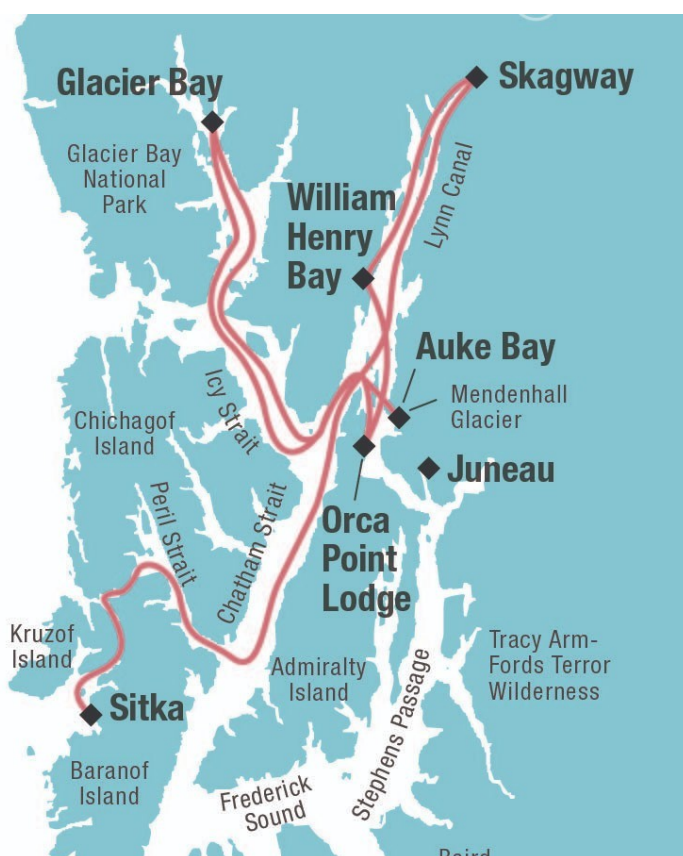 Glacier Bay
Skagway
Glacier Bay
National
Park
William
Henry
Bay
Lynn Canal
Auke Bay
Mendenhall
Glacier
Icy Strait
Chichagof
Island
Juneau
Peril Strait
Chatham Strait
Orca
Point
Lodge
Kruzof
Island
Admiralty
Island
Tracy Arm-
Fords Terror
Wilderness
Sitka
Stephens Passage
Baranof
Island
Frederick
Sound
Baird